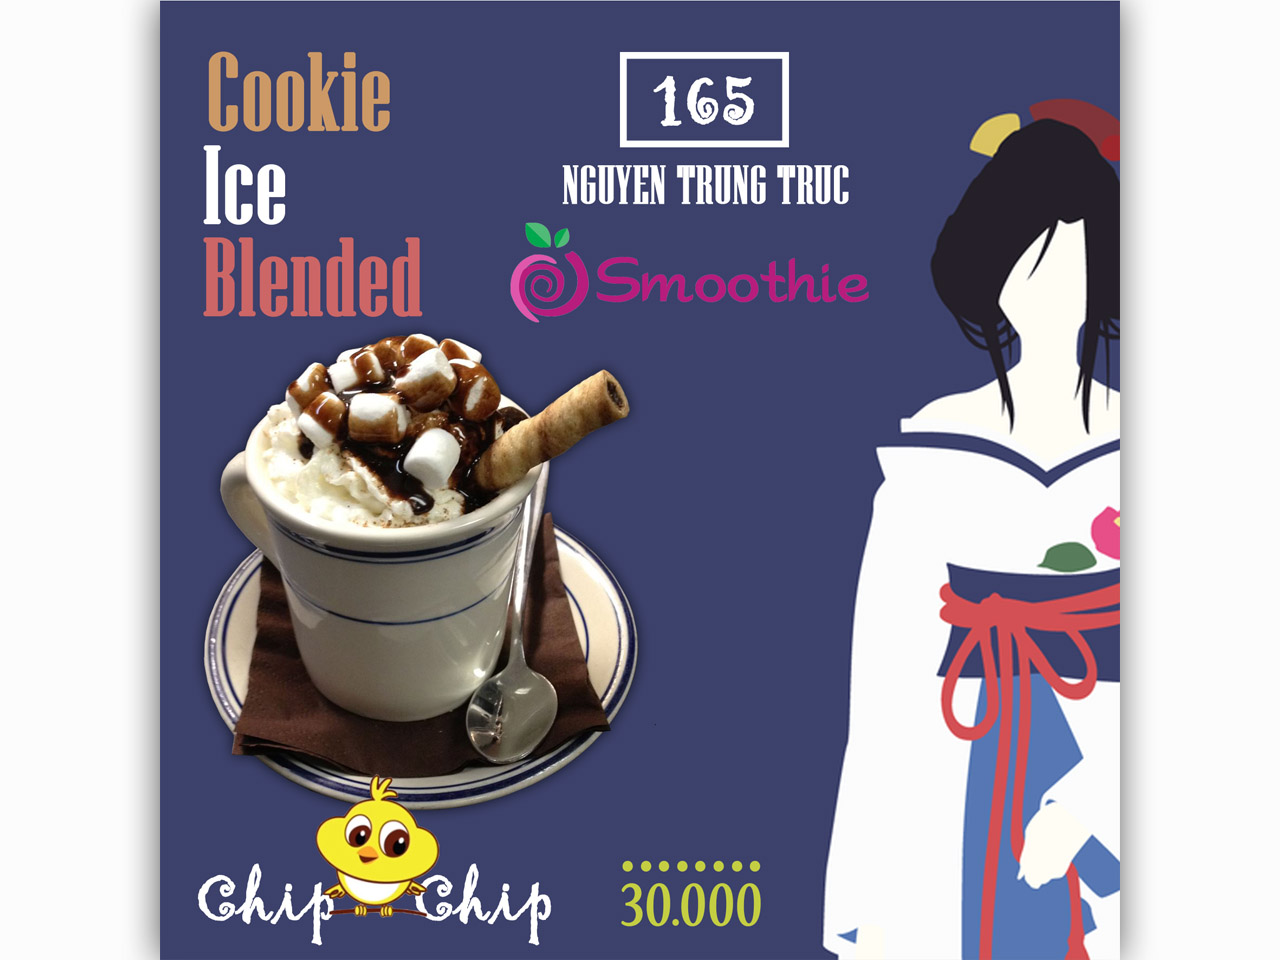 Cookie
Ice
Blended
165
NGUYEN TRUNG TRUC
Smoothie
Chip Chip
30.000